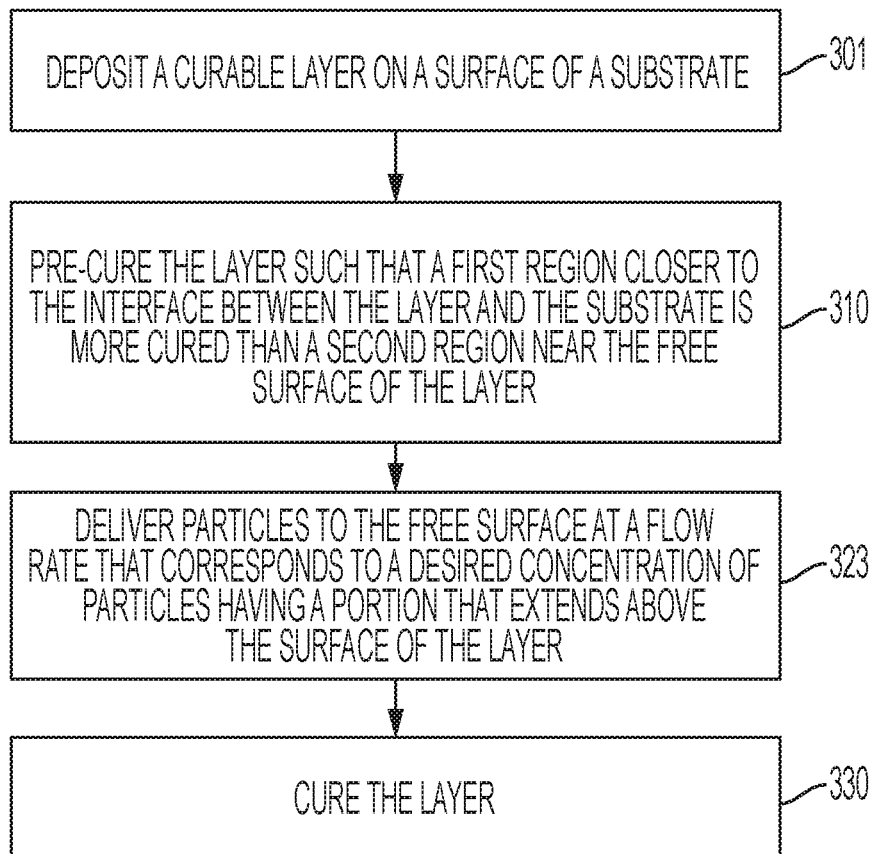 DEPOSIT A CURABLE LAYER ON A SURFACE OF A SUBSTRATE
301
PRE-CURE THE LAYER SUCH THAT A FIRST REGION CLOSER TO
THE INTERFACE BETWEEN THE LAYER AND THE SUBSTRATE IS
MORE CURED THAN A SECOND REGION NEAR THE FREE
SURFACE OF THE LAYER
310
DELIVER PARTICLES TO THE FREE SURFACE AT A FLOW
RATE THAT CORRESPONDS TO A DESIRED CONCENTRATION OF
PARTICLES HAVING A PORTION THAT EXTENDS ABOVE
THE SURFACE OF THE LAYER
323
CURE THE LAYER
330